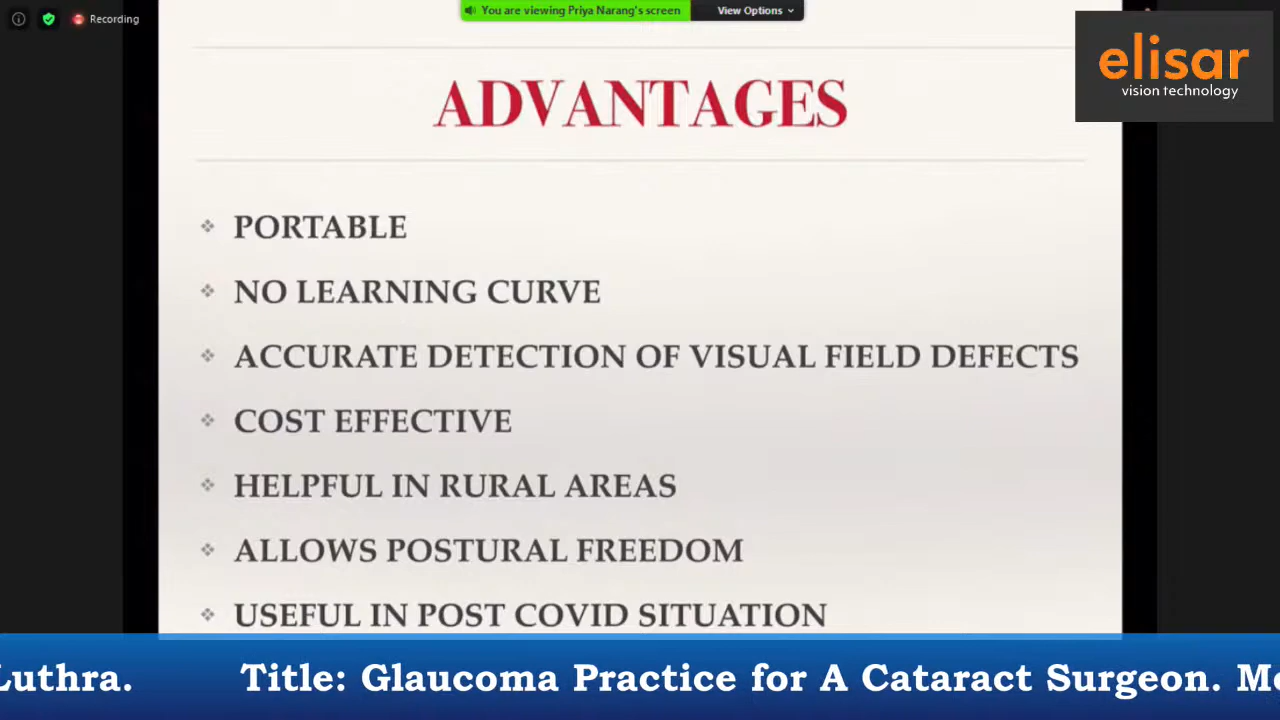 Recording
You are viewing Priya Narang's screen
View Options
elisar
vision technology
ADVANTAGES
PORTABLE
NO LEARNING CURVE
ACCURATE DETECTION OF VISUAL FIELD DEFECTS
COST EFFECTIVE
HELPFUL IN RURAL AREAS
ALLOWS POSTURAL FREEDOM
USEFUL IN POST COVID SITUATION
Luthra. Title: Glaucoma Practice for A Cataract Surgeon.